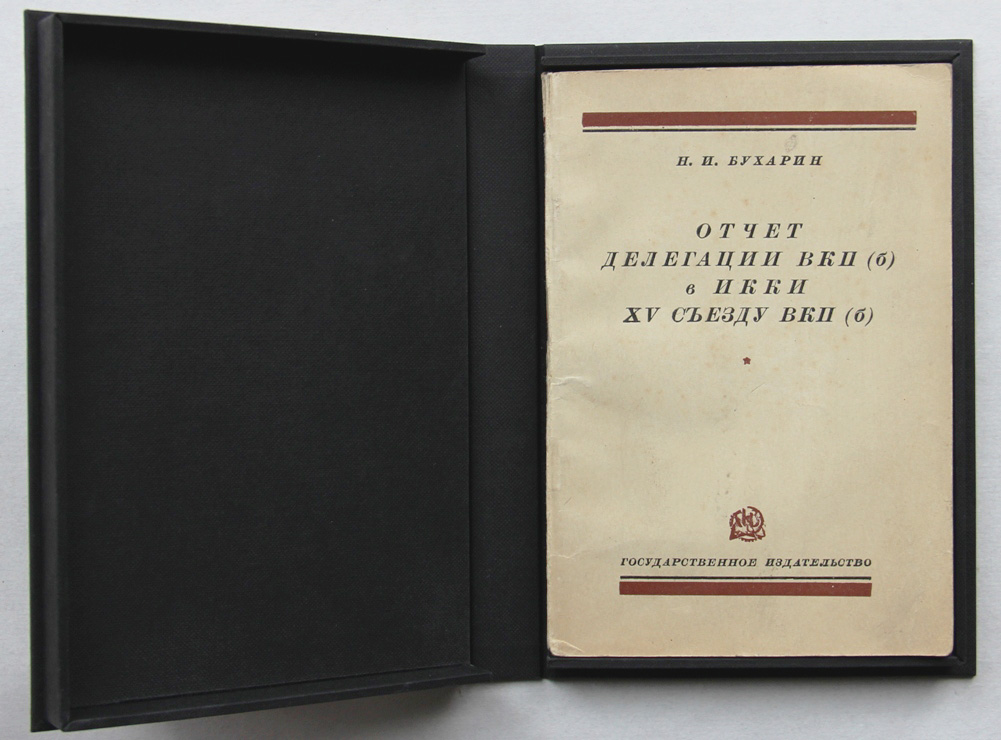 Н. И. БУХАРИН
ОТЧЕТ
ДЕЛЕГАЦИИ ВКП (б)
в ИККИ
XV СЪЕЗДУ ВКП (б)
ГОСУДАРСТВЕННОЕ ИЗДАТЕЛЬСТВО